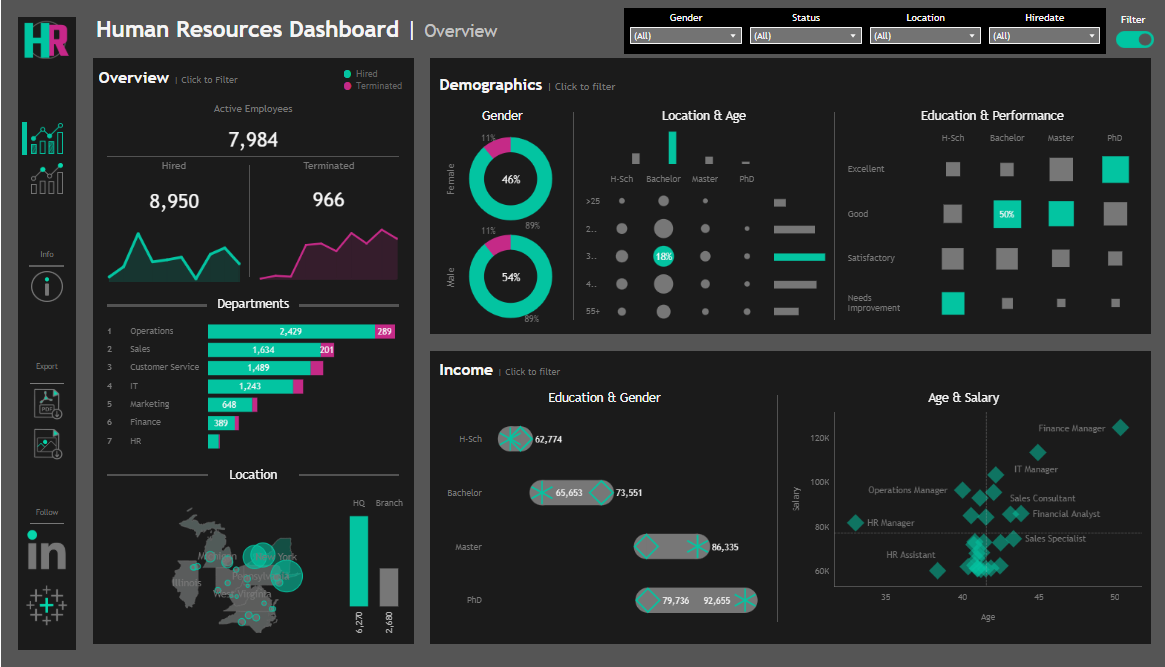 HR
Human Resources Dashboard | Overview
Gender
Status
Location
Hiredate
Filter
(All)
(All)
(All)
(All)
Overview | Click to Filter
Hired
Terminated
Active Employees
7,984
Hired
Terminated
8,950
966
Departments
1 Operations 2,429 289
2 Sales 1,634 201
3 Customer Service 1,489
4 IT 1,243
5 Marketing 648
6 Finance 389
7 HR
Location
HQ
Branch
Michigan
New York
Illinois
Pennsylvania
West Virginia
6,270
2,680
Info
Export
PDF
Follow
in
Demographics | Click to filter
Gender
11%
Female
46%
89%
11%
Male
54%
89%
Location & Age
H-Sch
Bachelor
Master
PhD
>25
2..
3..
18%
4..
55+
Education & Performance
H-Sch
Bachelor
Master
PhD
Excellent
Good
50%
Satisfactory
Needs
Improvement
Income | Click to filter
Education & Gender
H-Sch
62,774
Bachelor
65,653
73,551
Master
86,335
PhD
79,736
92,655
Age & Salary
Salary
120K
100K
80K
60K
Finance Manager
IT Manager
Operations Manager
Sales Consultant
Financial Analyst
HR Manager
Sales Specialist
HR Assistant
35
40
45
50
Age